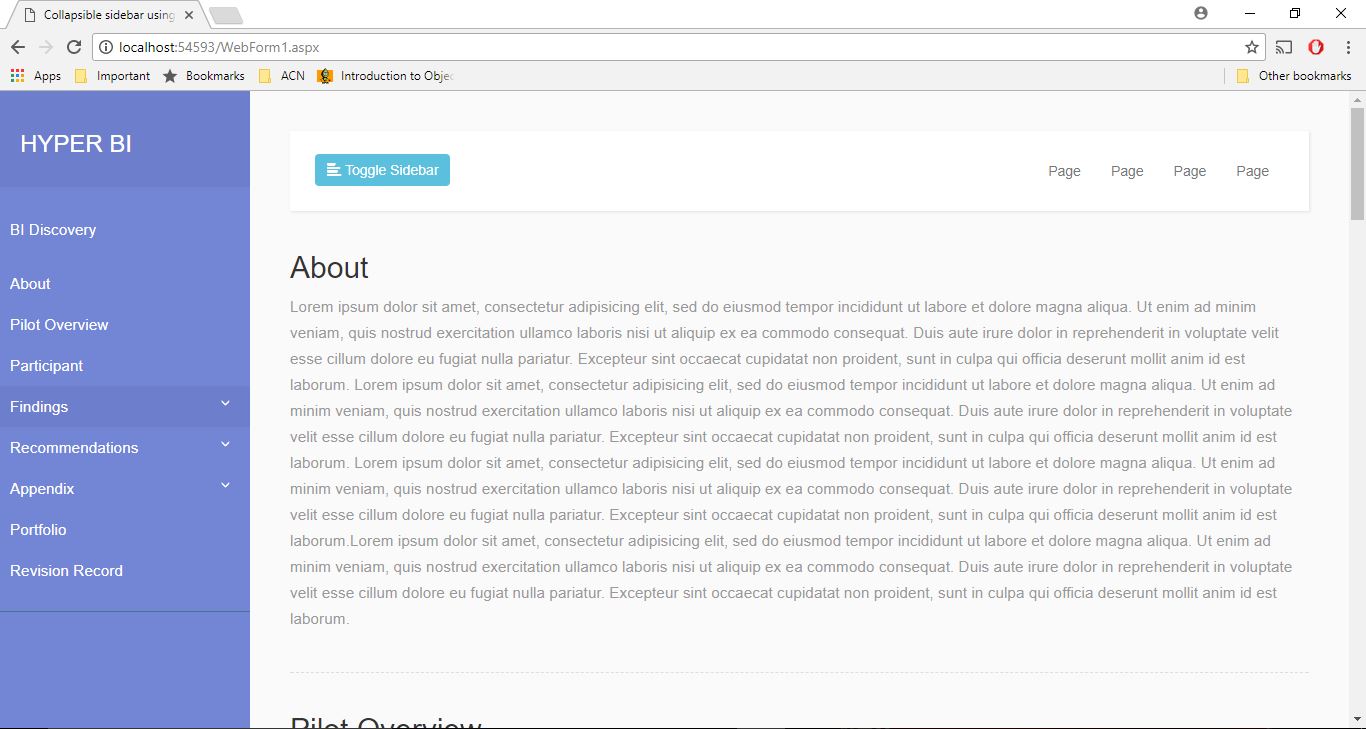 Collapsible sidebar using
localhost:54593/WebForm1.aspx
Apps Important Bookmarks ACN Introduction to Objec Other bookmarks
HYPER BI
BI Discovery
About
Pilot Overview
Participant
Findings
Recommendations
Appendix
Portfolio
Revision Record
Toggle Sidebar
Page Page Page Page
About
Lorem ipsum dolor sit amet, consectetur adipisicing elit, sed do eiusmod tempor incididunt ut labore et dolore magna aliqua. Ut enim ad minim
veniam, quis nostrud exercitation ullamco laboris nisi ut aliquip ex ea commodo consequat. Duis aute irure dolor in reprehenderit in voluptate velit
esse cillum dolore eu fugiat nulla pariatur. Excepteur sint occaecat cupidatat non proident, sunt in culpa qui officia deserunt mollit anim id est
laborum. Lorem ipsum dolor sit amet, consectetur adipisicing elit, sed do eiusmod tempor incididunt ut labore et dolore magna aliqua. Ut enim ad
minim veniam, quis nostrud exercitation ullamco laboris nisi ut aliquip ex ea commodo consequat. Duis aute irure dolor in reprehenderit in voluptate
velit esse cillum dolore eu fugiat nulla pariatur. Excepteur sint occaecat cupidatat non proident, sunt in culpa qui officia deserunt mollit anim id est
laborum. Lorem ipsum dolor sit amet, consectetur adipisicing elit, sed do eiusmod tempor incididunt ut labore et dolore magna aliqua. Ut enim ad
minim veniam, quis nostrud exercitation ullamco laboris nisi ut aliquip ex ea commodo consequat. Duis aute irure dolor in reprehenderit in voluptate
velit esse cillum dolore eu fugiat nulla pariatur. Excepteur sint occaecat cupidatat non proident, sunt in culpa qui officia deserunt mollit anim id est
laborum.Lorem ipsum dolor sit amet, consectetur adipisicing elit, sed do eiusmod tempor incididunt ut labore et dolore magna aliqua. Ut enim ad
minim veniam, quis nostrud exercitation ullamco laboris nisi ut aliquip ex ea commodo consequat. Duis aute irure dolor in reprehenderit in voluptate
velit esse cillum dolore eu fugiat nulla pariatur. Excepteur sint occaecat cupidatat non proident, sunt in culpa qui officia deserunt mollit anim id est
laborum.
Pilot Overview